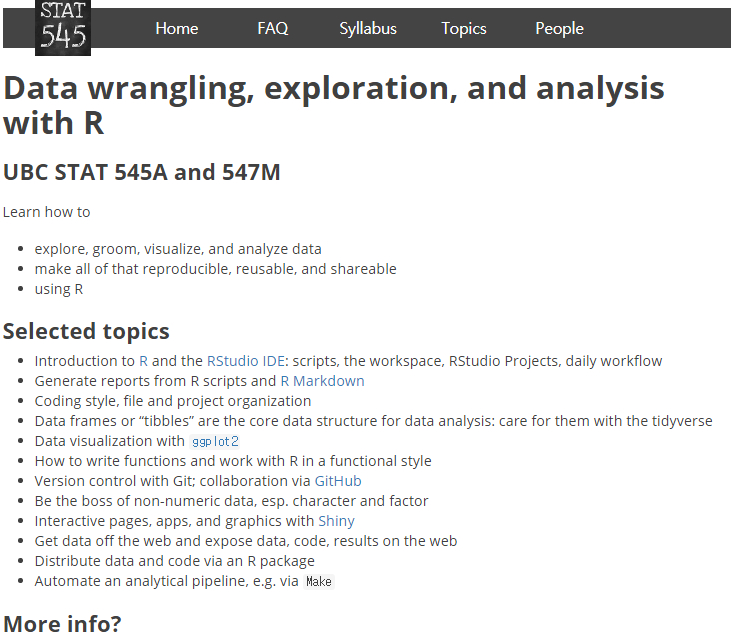 STAT
545
Home FAQ Syllabus Topics People
Data wrangling, exploration, and analysis
with R
UBC STAT 545A and 547M
Learn how to
explore, groom, visualize, and analyze data
make all of that reproducible, reusable, and shareable
using R
Selected topics
Introduction to R and the RStudio IDE: scripts, the workspace, RStudio Projects, daily workflow
Generate reports from R scripts and R Markdown
Coding style, file and project organization
Data frames or “tibbles” are the core data structure for data analysis: care for them with the tidyverse
Data visualization with ggplot2
How to write functions and work with R in a functional style
Version control with Git; collaboration via GitHub
Be the boss of non-numeric data, esp. character and factor
Interactive pages, apps, and graphics with Shiny
Get data off the web and expose data, code, results on the web
Distribute data and code via an R package
Automate an analytical pipeline, e.g. via Make
More info?